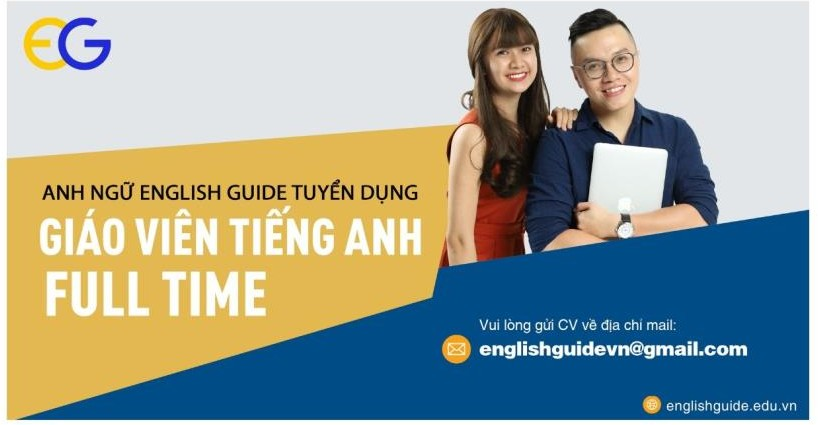 EG
ANH NGỮ ENGLISH GUIDE TUYỂN DỤNG
GIÁO VIÊN TIẾNG ANH
FULL TIME
Vui lòng gửi CV về địa chỉ mail:
englishguidevn@gmail.com
englishguide.edu.vn